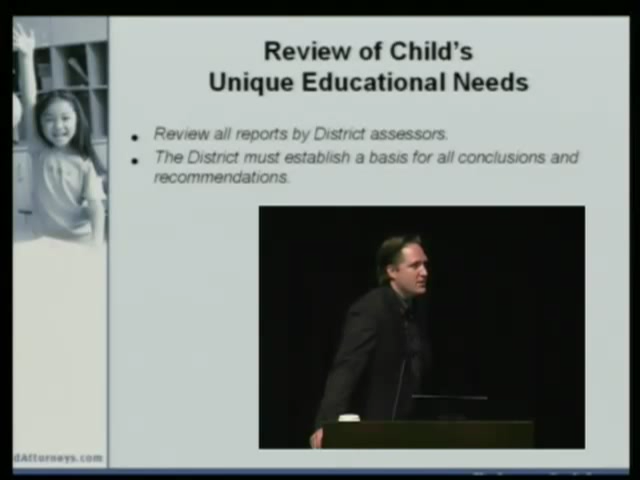 Review of Child's
Unique Educational Needs
• Review all reports by District assessors.
• The District must establish a basis for all conclusions and
recommendations.
dAttorneys.com